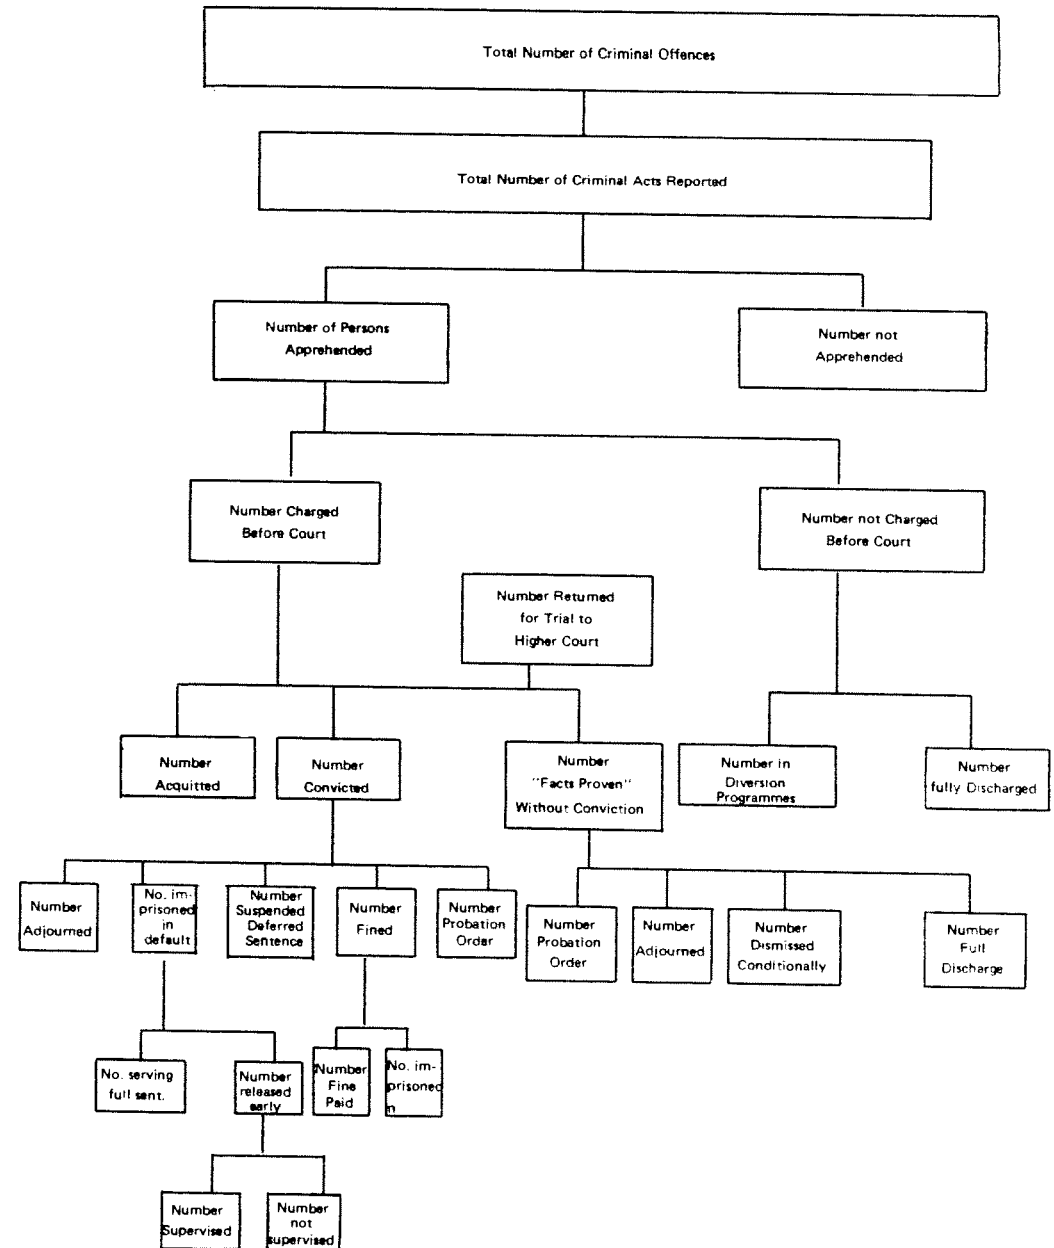 Total Number of Criminal Offences
Total Number of Criminal Acts Reported
Number of Persons
Apprehended
Number not
Apprehended
Number Charged
Before Court
Number not Charged
Before Court
Number Returned
for Trial to
Higher Court
Number
Acquitted
Number
Convicted
Number
"Facts Proven"
Without Conviction
Number in
Diversion
Programmes
Number
fully Discharged
Number
Adjourned
No. im-
prisoned
in
default
Number
Suspended
Deferred
Sentence
Number
Fined
Number
Probation
Order
Number
Probation
Order
Number
Adjourned
Number
Dismissed
Conditionally
Number
Full
Discharge
No. serving
full sent.
Number
released
early
Number
Fine
Paid
No. im-
prisoned
n
Number
Supervised
Number
not
supervised